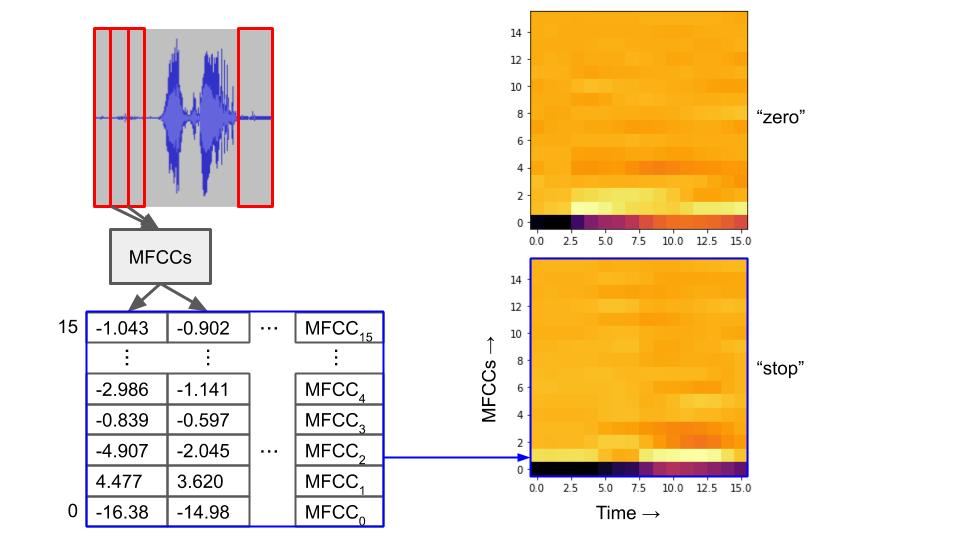 MFCCs
15 -1.043 -0.902 ... MFCC15
⋮ ⋮ ⋮
-2.986 -1.141 MFCC4
-0.839 -0.597 MFCC3
-4.907 -2.045 ... MFCC2
4.477 3.620 MFCC1
0 -16.38 -14.98 MFCC0
14
12
10
8
6
4
2
0
0.0 2.5 5.0 7.5 10.0 12.5 15.0
“zero”
MFCCs →
14
12
10
8
6
4
2
0
0.0 2.5 5.0 7.5 10.0 12.5 15.0
Time →
“stop”